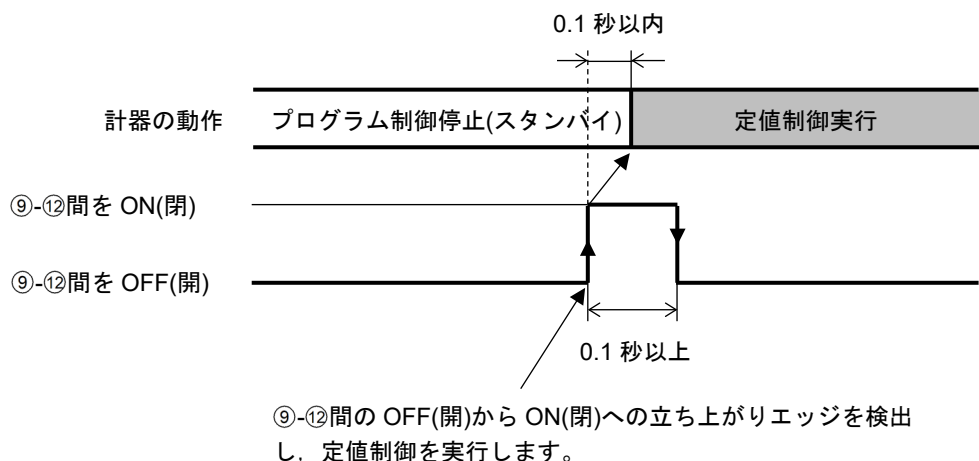 0.1 秒以内
計器の動作
プログラム制御停止(スタンバイ)
定値制御実行
⑨-⑫間を ON(閉)
⑨-⑫間を OFF(開)
0.1 秒以上
⑨-⑫間の OFF(開)から ON(閉)への立ち上がりエッジを検出
し，定値制御を実行します。